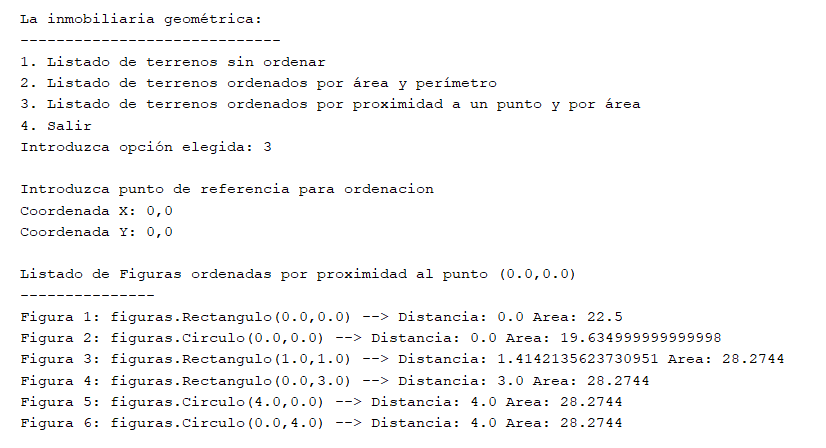 La inmobiliaria geométrica:
-----------------------------
1. Listado de terrenos sin ordenar
2. Listado de terrenos ordenados por área y perímetro
3. Listado de terrenos ordenados por proximidad a un punto y por área
4. Salir
Introduzca opción elegida: 3
Introduzca punto de referencia para ordenacion
Coordenada X: 0,0
Coordenada Y: 0,0
Listado de Figuras ordenadas por proximidad al punto (0.0,0.0)
---------------
Figura 1: figuras.Rectangulo(0.0,0.0) --> Distancia: 0.0 Area: 22.5
Figura 2: figuras.Circulo(0.0,0.0) --> Distancia: 0.0 Area: 19.634999999999998
Figura 3: figuras.Rectangulo(1.0,1.0) --> Distancia: 1.4142135623730951 Area: 28.2744
Figura 4: figuras.Rectangulo(0.0,3.0) --> Distancia: 3.0 Area: 28.2744
Figura 5: figuras.Circulo(4.0,0.0) --> Distancia: 4.0 Area: 28.2744
Figura 6: figuras.Circulo(0.0,4.0) --> Distancia: 4.0 Area: 28.2744